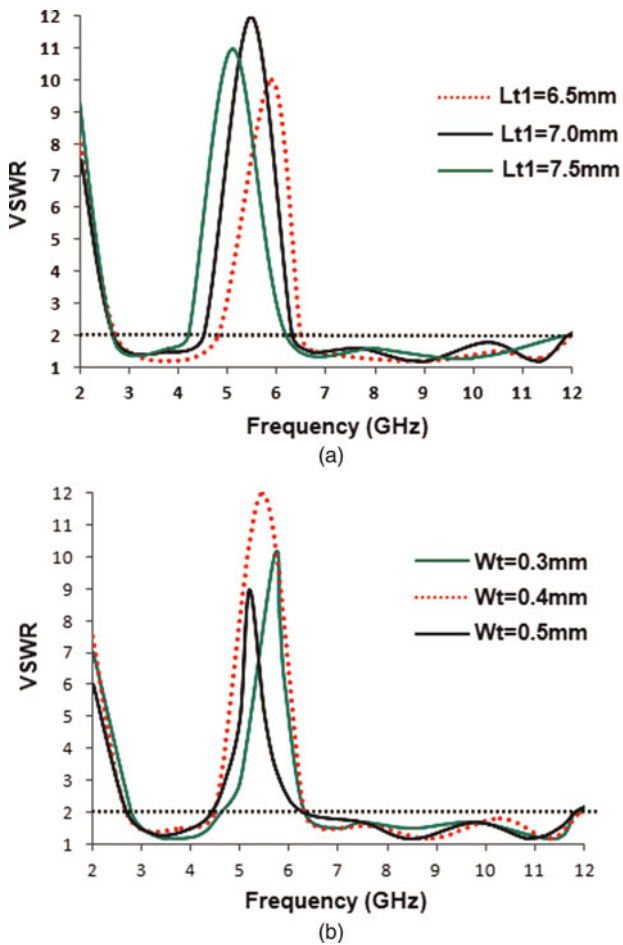 12
11
10
9
8
7
6
5
4
3
2
1
VSWR
Lt1=6.5mm
Lt1=7.0mm
Lt1=7.5mm
2 3 4 5 6 7 8 9 10 11 12
Frequency (GHz)
(a)
12
11
10
9
8
7
6
5
4
3
2
1
VSWR
Wt=0.3mm
Wt=0.4mm
Wt=0.5mm
2 3 4 5 6 7 8 9 10 11 12
Frequency (GHz)
(b)